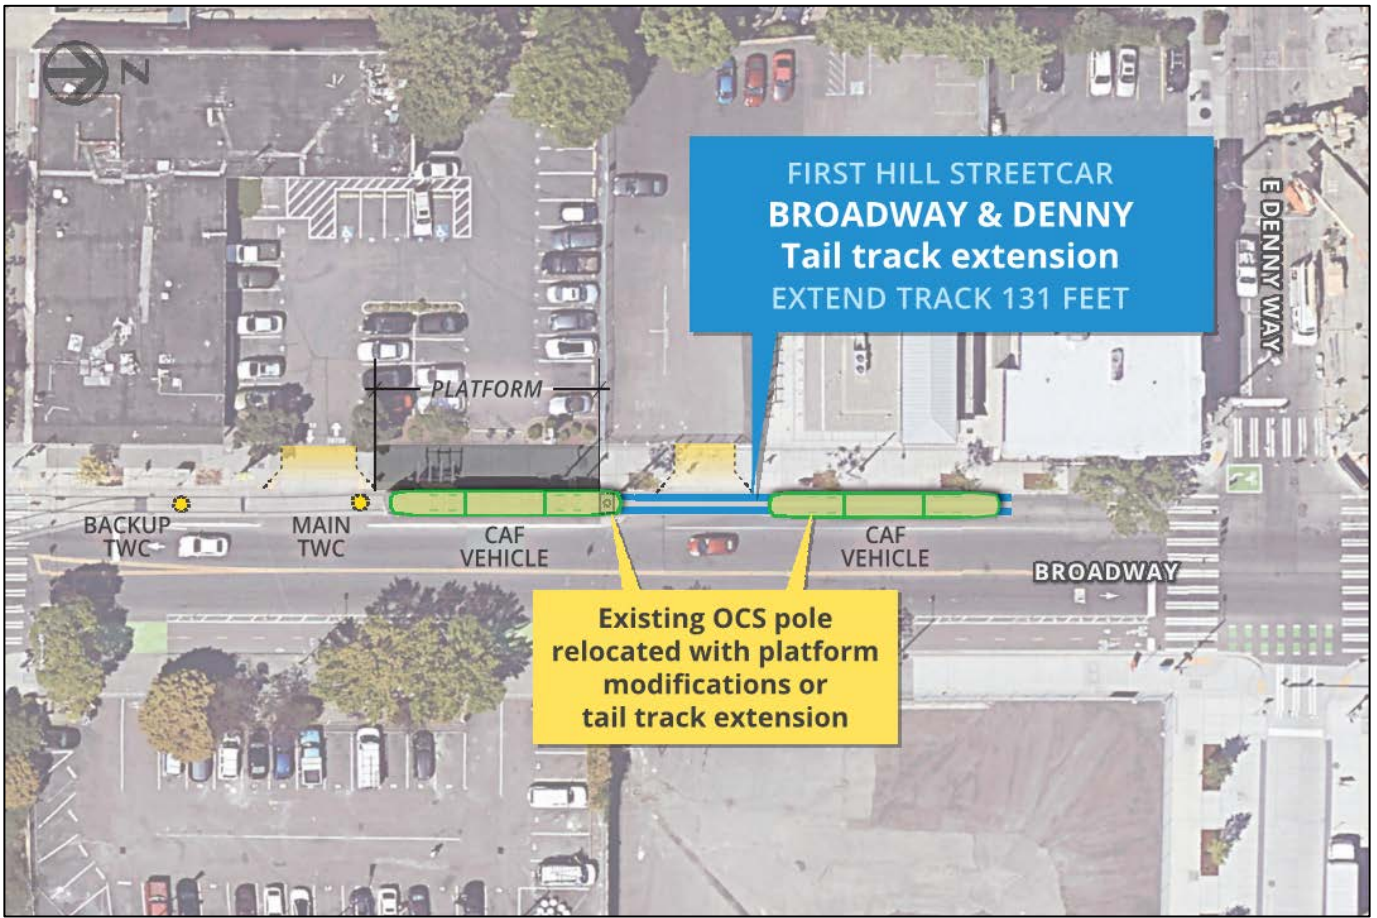 N
FIRST HILL STREETCAR
BROADWAY & DENNY
Tail track extension
EXTEND TRACK 131 FEET
E DENNY WAY
PLATFORM
BACKUP
TWC
MAIN
TWC
CAF
VEHICLE
CAF
VEHICLE
BROADWAY
Existing OCS pole
relocated with platform
modifications or
tail track extension